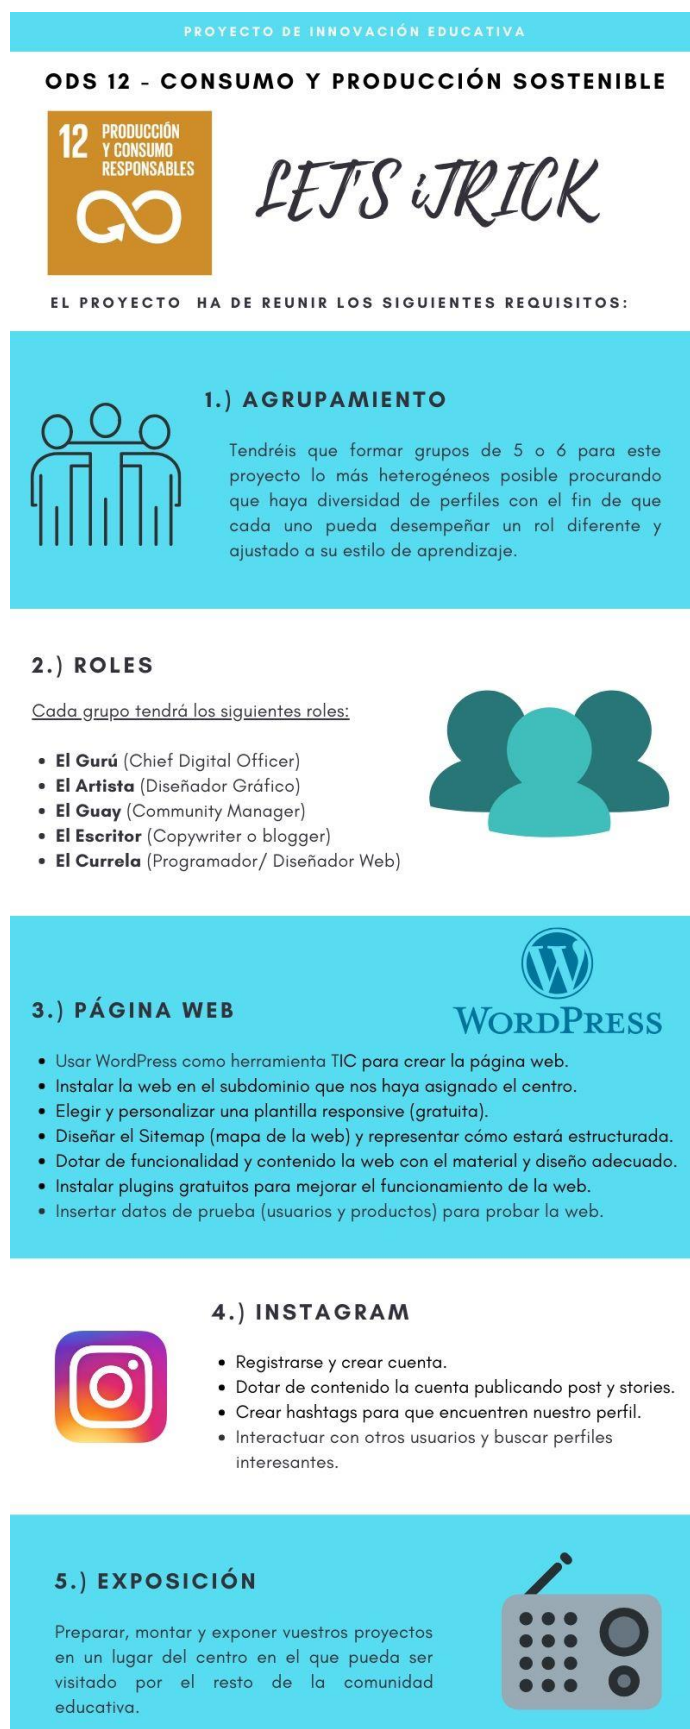 PROYECTO DE INNOVACIÓN EDUCATIVA
ODS 12 - CONSUMO Y PRODUCCIÓN SOSTENIBLE
12 PRODUCCIÓN
Y CONSUMO
RESPONSABLES
LET'S iTRICK
EL PROYECTO HA DE REUNIR LOS SIGUIENTES REQUISITOS:
1.) AGRUPAMIENTO
Tendréis que formar grupos de 5 o 6 para este
proyecto lo más heterogéneos posible procurando
que haya diversidad de perfiles con el fin de que
cada uno pueda desempeñar un rol diferente y
ajustado a su estilo de aprendizaje.
2.) ROLES
Cada grupo tendrá los siguientes roles:
• El Gurú (Chief Digital Officer)
• El Artista (Diseñador Gráfico)
• El Guay (Community Manager)
• El Escritor (Copywriter o blogger)
• El Currela (Programador/ Diseñador Web)
WORDPRESS
3.) PÁGINA WEB
• Usar WordPress como herramienta TIC para crear la página web.
• Instalar la web en el subdominio que nos haya asignado el centro.
• Elegir y personalizar una plantilla responsive (gratuita).
• Diseñar el Sitemap (mapa de la web) y representar cómo estará estructurada.
• Dotar de funcionalidad y contenido la web con el material y diseño adecuado.
• Instalar plugins gratuitos para mejorar el funcionamiento de la web.
• Insertar datos de prueba (usuarios y productos) para probar la web.
4.) INSTAGRAM
• Registrarse y crear cuenta.
• Dotar de contenido la cuenta publicando post y stories.
• Crear hashtags para que encuentren nuestro perfil.
• Interactuar con otros usuarios y buscar perfiles
interesantes.
5.) EXPOSICIÓN
Preparar, montar y exponer vuestros proyectos
en un lugar del centro en el que pueda ser
visitado por el resto de la comunidad
educativa.